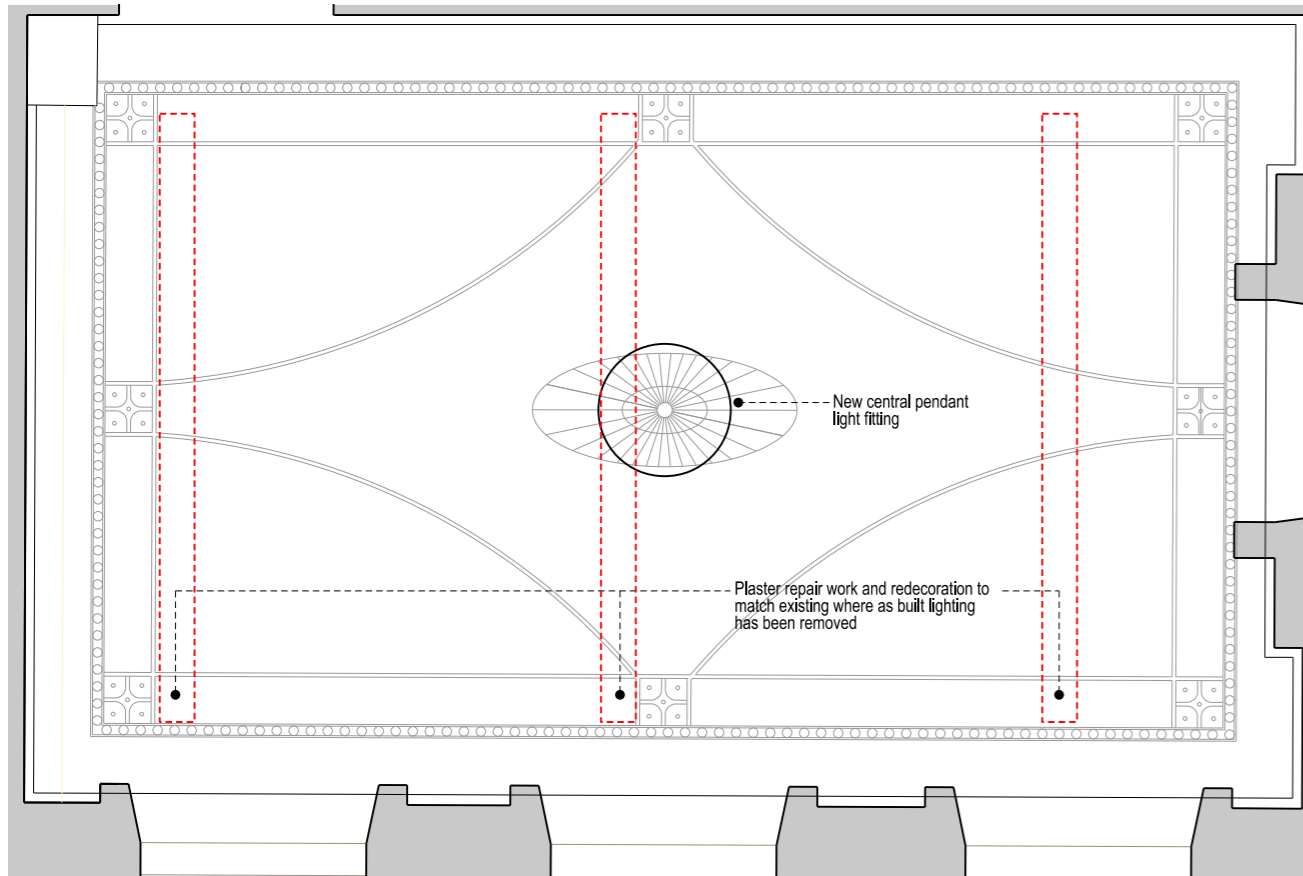 New central pendant
light fitting
Plaster repair work and redecoration to
match existing where as built lighting
has been removed